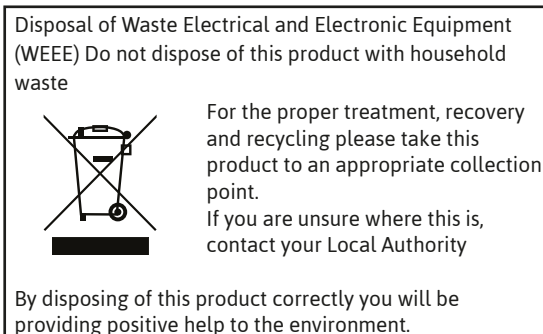 Disposal of Waste Electrical and Electronic Equipment
(WEEE) Do not dispose of this product with household
waste
For the proper treatment, recovery
and recycling please take this
product to an appropriate collection
point.
If you are unsure where this is,
contact your Local Authority
By disposing of this product correctly you will be
providing positive help to the environment.